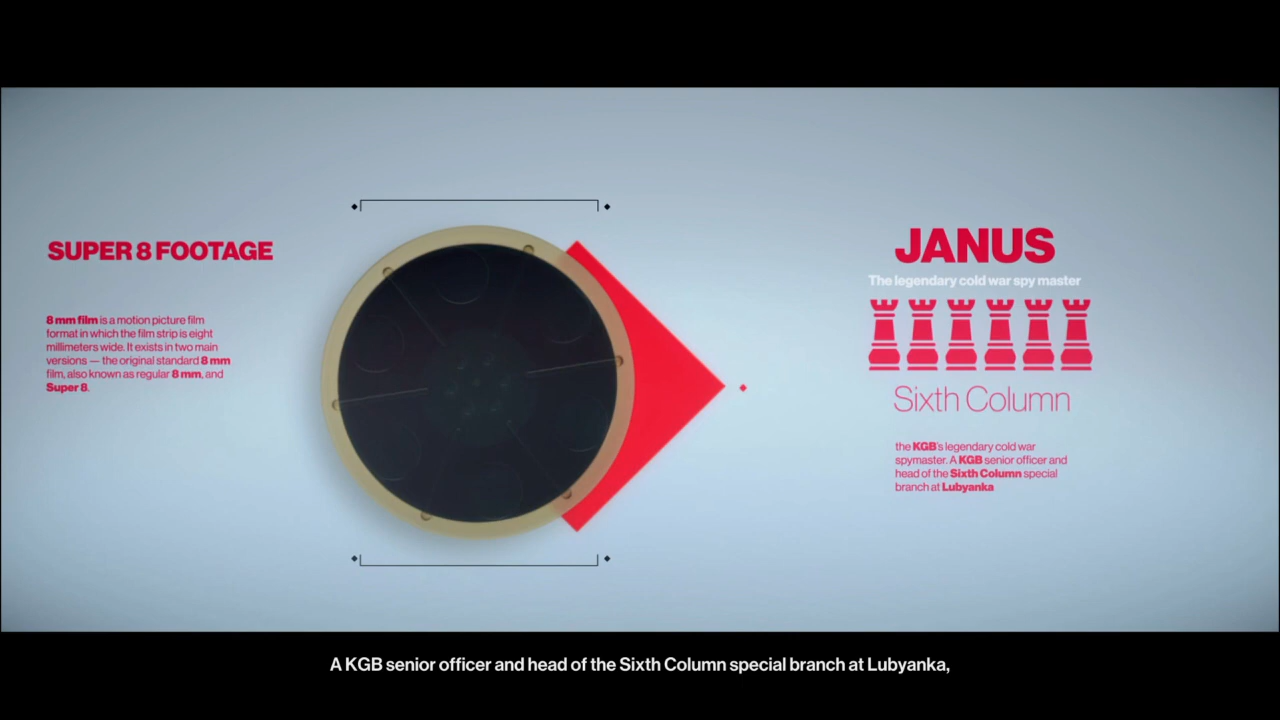 SUPER 8 FOOTAGE
8 mm film is a motion picture film
format in which the film strip is eight
millimeters wide. It exists in two main
versions — the original standard 8 mm
film, also known as regular 8 mm, and
Super 8.
JANUS
The legendary cold war spy master
Sixth Column
the KGB's legendary cold war
spymaster. A KGB senior officer and
head of the Sixth Column special
branch at Lubyanka
A KGB senior officer and head of the Sixth Column special branch at Lubyanka,